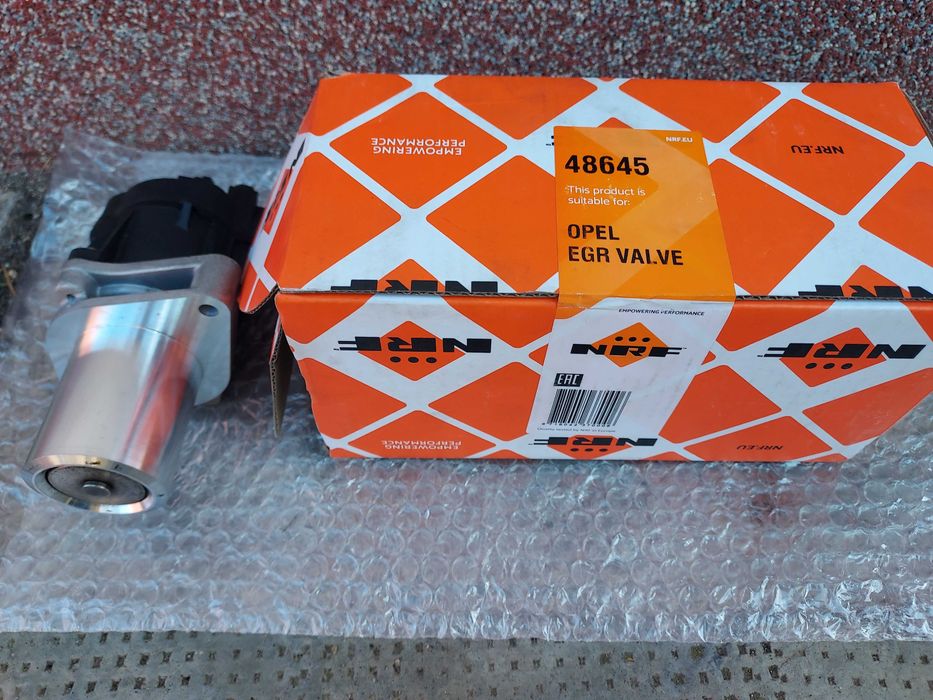 EMPOWERING
PERFORMANCE
NRF.EU
NRF.EU
48645
This product is
suitable for:
OPEL
EGR VALVE
NRF
NRF
EMPOWERING PERFORMANCE
NRF
NRF
NRF
EAC
NRF
EMPOWERING
PERFORMANCE
NRF.EU